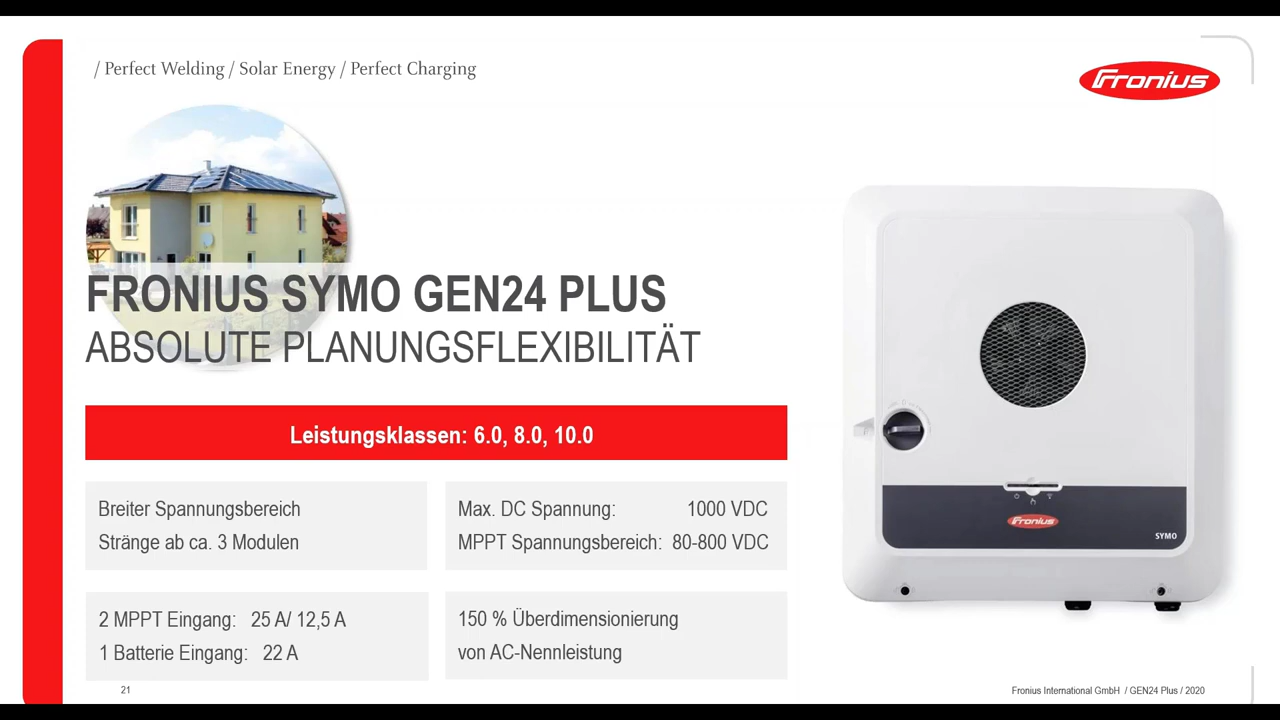 / Perfect Welding / Solar Energy / Perfect Charging
Fronius
FRONIUS SYMO GEN24 PLUS
ABSOLUTE PLANUNGSFLEXIBILITÄT
Leistungsklassen: 6.0, 8.0, 10.0
Breiter Spannungsbereich
Stränge ab ca. 3 Modulen
Max. DC Spannung: 1000 VDC
MPPT Spannungsbereich: 80-800 VDC
2 MPPT Eingang: 25 A/ 12,5 A
1 Batterie Eingang: 22 A
150 % Überdimensionierung
von AC-Nennleistung
Fronius
SYMO
21
Fronius International GmbH / GEN24 Plus / 2020